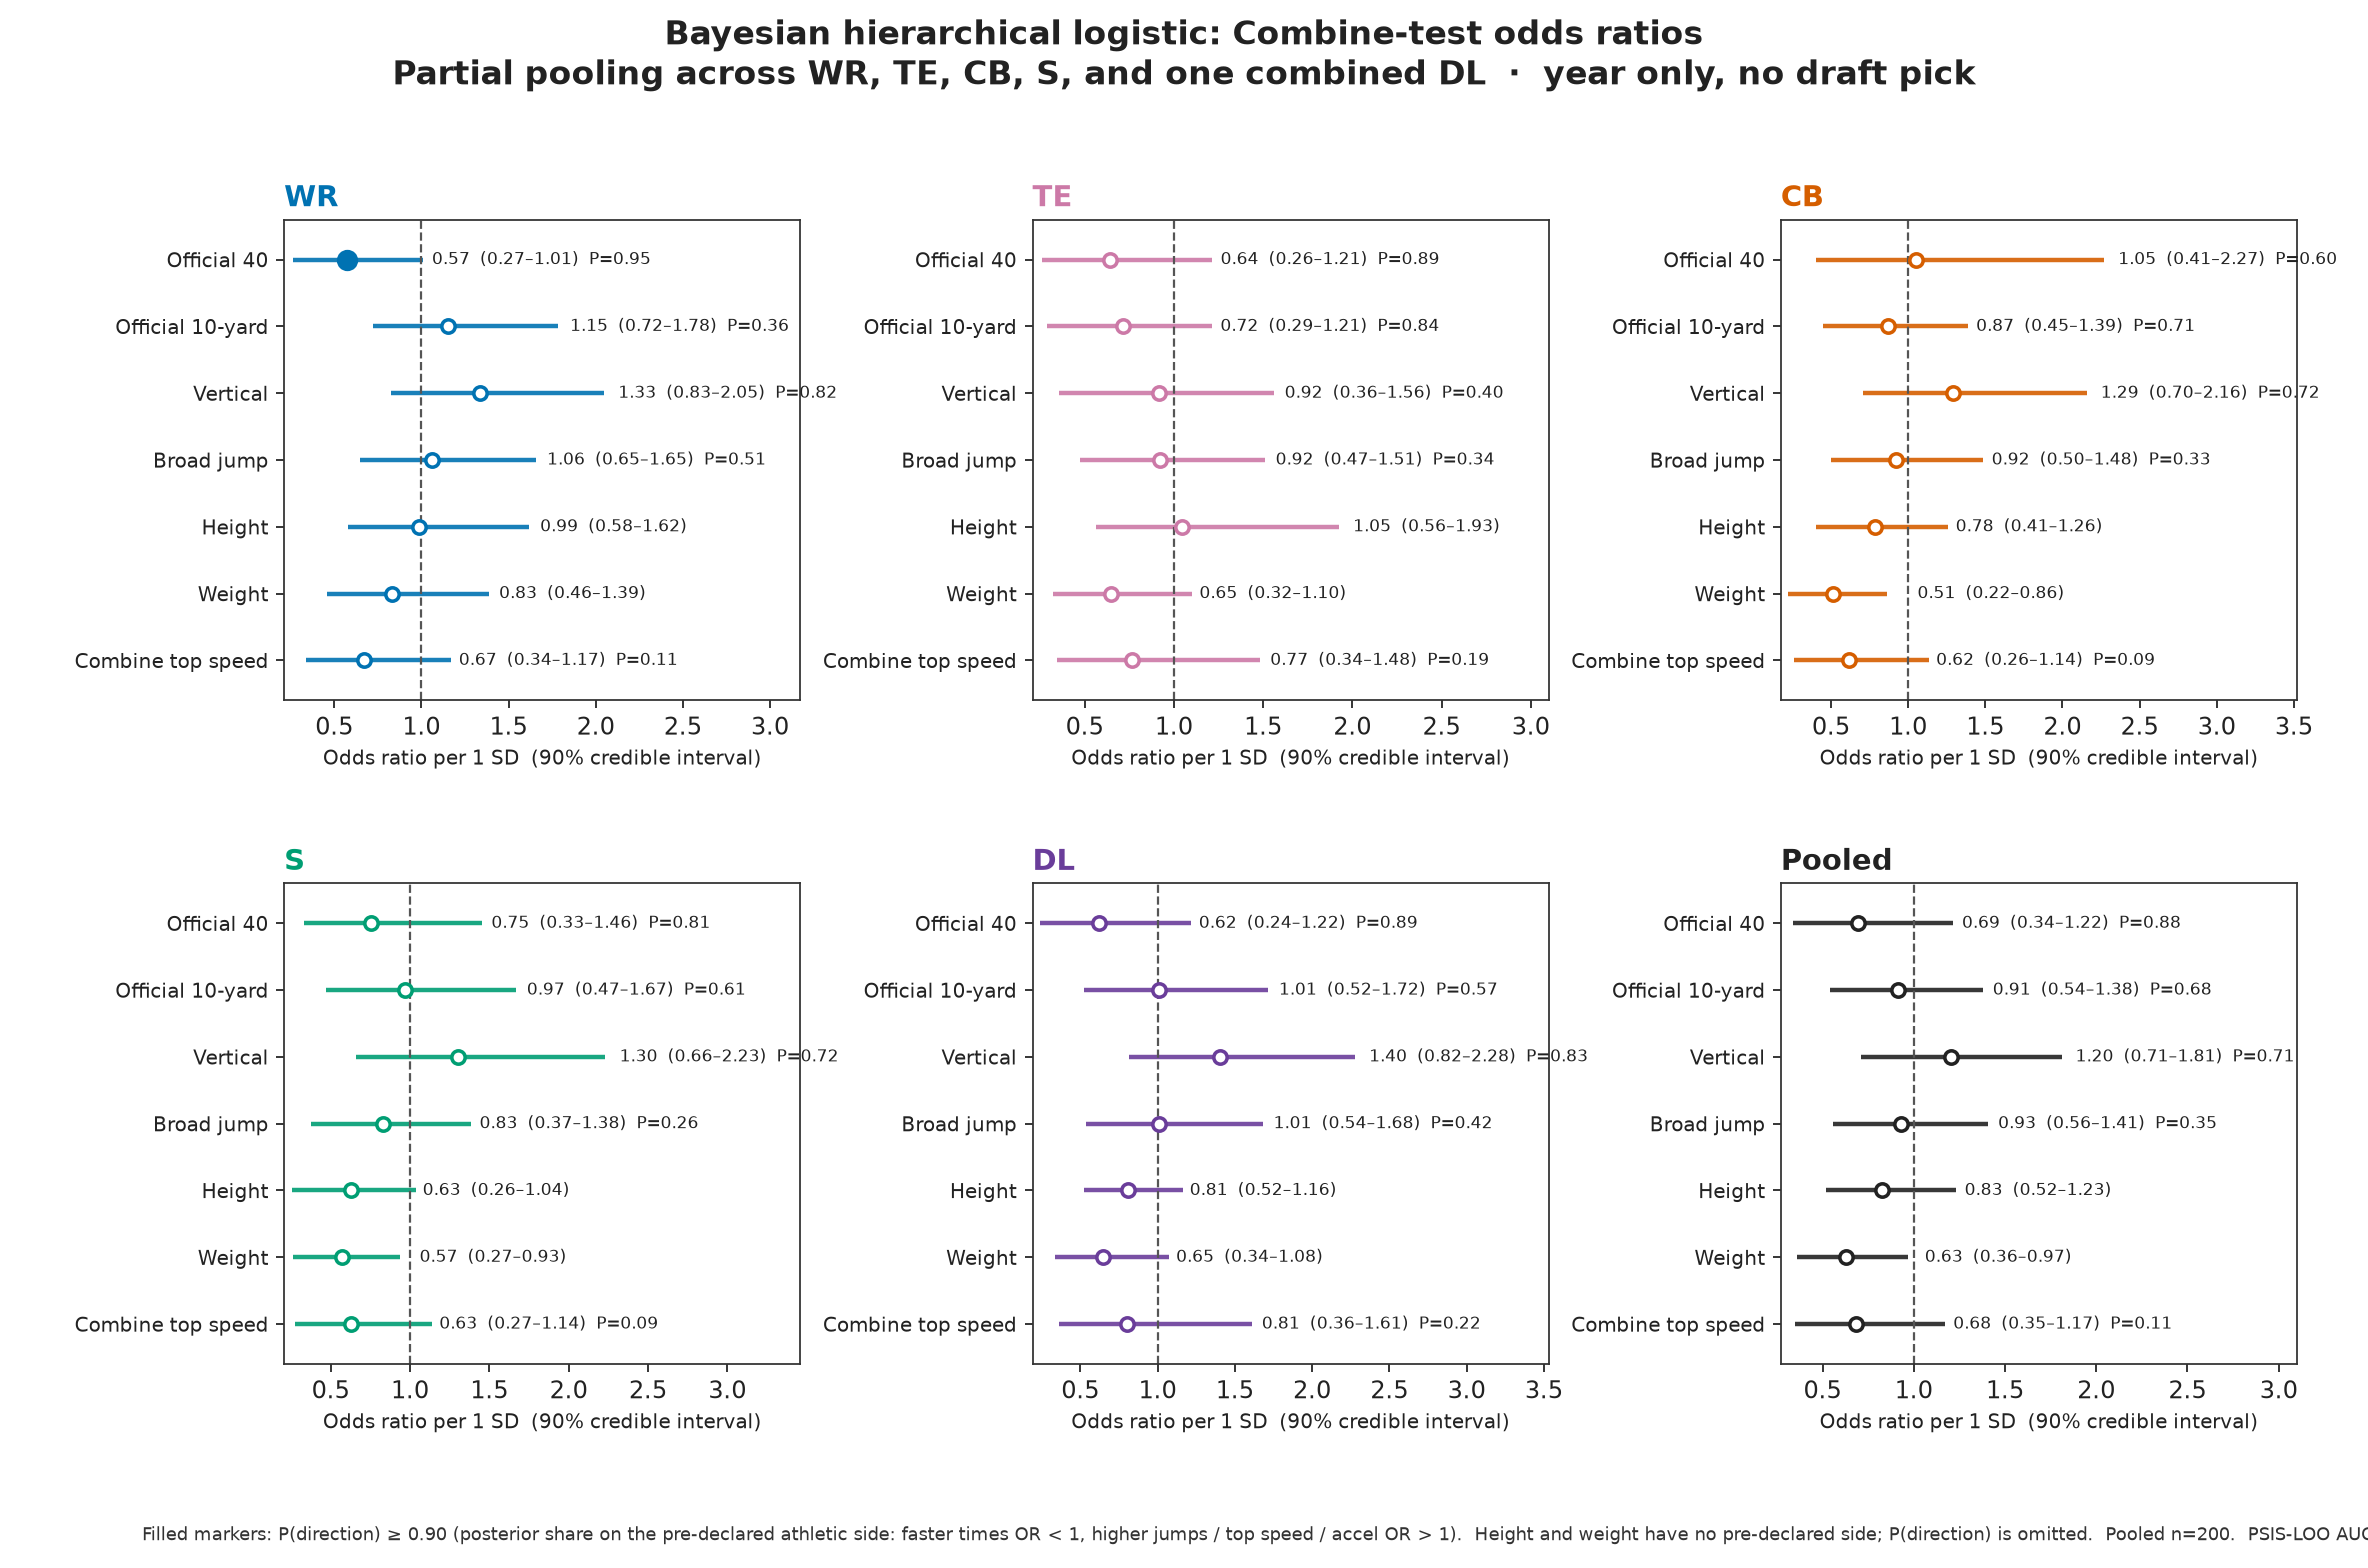 Bayesian hierarchical logistic: Combine-test odds ratios
Partial pooling across WR, TE, CB, S, and one combined DL · year only, no draft pick
WR
Official 40 0.57 (0.27–1.01) P=0.95
Official 10-yard 1.15 (0.72–1.78) P=0.36
Vertical 1.33 (0.83–2.05) P=0.82
Broad jump 1.06 (0.65–1.65) P=0.51
Height 0.99 (0.58–1.62)
Weight 0.83 (0.46–1.39)
Combine top speed 0.67 (0.34–1.17) P=0.11
0.5 1.0 1.5 2.0 2.5 3.0
Odds ratio per 1 SD (90% credible interval)
TE
Official 40 0.64 (0.26–1.21) P=0.89
Official 10-yard 0.72 (0.29–1.21) P=0.84
Vertical 0.92 (0.36–1.56) P=0.40
Broad jump 0.92 (0.47–1.51) P=0.34
Height 1.05 (0.56–1.93)
Weight 0.65 (0.32–1.10)
Combine top speed 0.77 (0.34–1.48) P=0.19
0.5 1.0 1.5 2.0 2.5 3.0
Odds ratio per 1 SD (90% credible interval)
CB
Official 40 1.05 (0.41–2.27) P=0.60
Official 10-yard 0.87 (0.45–1.39) P=0.71
Vertical 1.29 (0.70–2.16) P=0.72
Broad jump 0.92 (0.50–1.48) P=0.33
Height 0.78 (0.41–1.26)
Weight 0.51 (0.22–0.86)
Combine top speed 0.62 (0.26–1.14) P=0.09
0.5 1.0 1.5 2.0 2.5 3.0 3.5
Odds ratio per 1 SD (90% credible interval)
S
Official 40 0.75 (0.33–1.46) P=0.81
Official 10-yard 0.97 (0.47–1.67) P=0.61
Vertical 1.30 (0.66–2.23) P=0.72
Broad jump 0.83 (0.37–1.38) P=0.26
Height 0.63 (0.26–1.04)
Weight 0.57 (0.27–0.93)
Combine top speed 0.63 (0.27–1.14) P=0.09
0.5 1.0 1.5 2.0 2.5 3.0
Odds ratio per 1 SD (90% credible interval)
DL
Official 40 0.62 (0.24–1.22) P=0.89
Official 10-yard 1.01 (0.52–1.72) P=0.57
Vertical 1.40 (0.82–2.28) P=0.83
Broad jump 1.01 (0.54–1.68) P=0.42
Height 0.81 (0.52–1.16)
Weight 0.65 (0.34–1.08)
Combine top speed 0.81 (0.36–1.61) P=0.22
0.5 1.0 1.5 2.0 2.5 3.0 3.5
Odds ratio per 1 SD (90% credible interval)
Pooled
Official 40 0.69 (0.34–1.22) P=0.88
Official 10-yard 0.91 (0.54–1.38) P=0.68
Vertical 1.20 (0.71–1.81) P=0.71
Broad jump 0.93 (0.56–1.41) P=0.35
Height 0.83 (0.52–1.23)
Weight 0.63 (0.36–0.97)
Combine top speed 0.68 (0.35–1.17) P=0.11
0.5 1.0 1.5 2.0 2.5 3.0
Odds ratio per 1 SD (90% credible interval)
Filled markers: P(direction) ≥ 0.90 (posterior share on the pre-declared athletic side: faster times OR < 1, higher jumps / top speed / accel OR > 1). Height and weight have no pre-declared side; P(direction) is omitted. Pooled n=200. PSIS-LOO